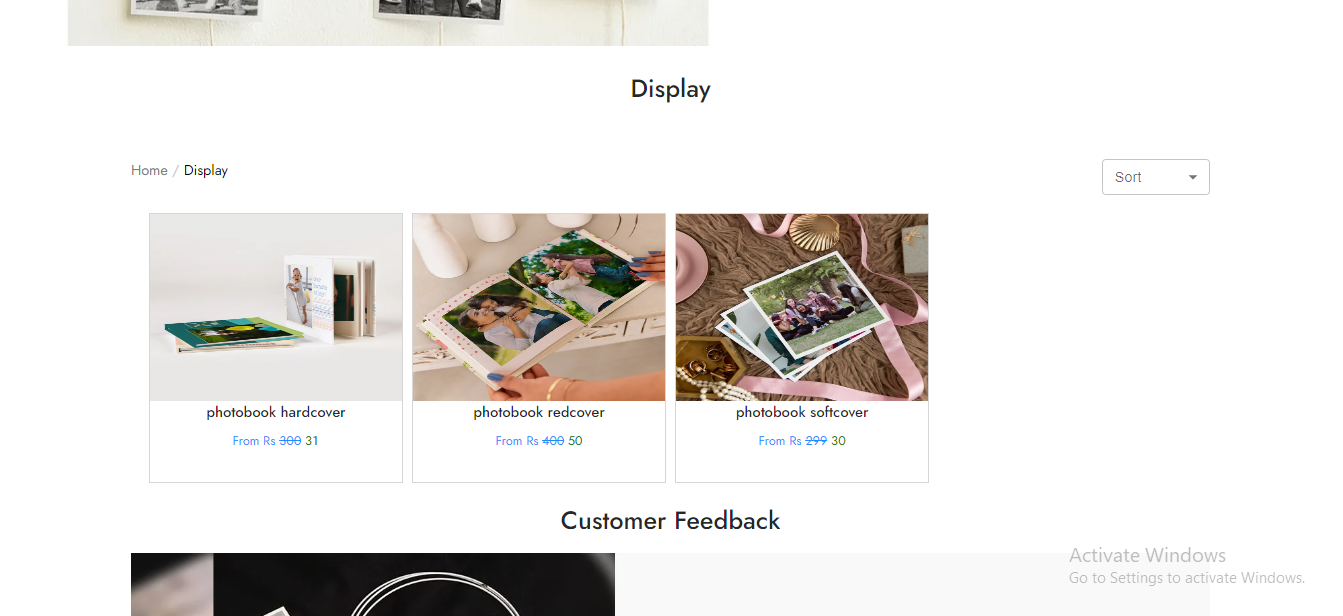 Display
Home / Display
Sort
photobook hardcover
From Rs 300 31
photobook redcover
From Rs 400 50
photobook softcover
From Rs 299 30
Customer Feedback
Activate Windows
Go to Settings to activate Windows.